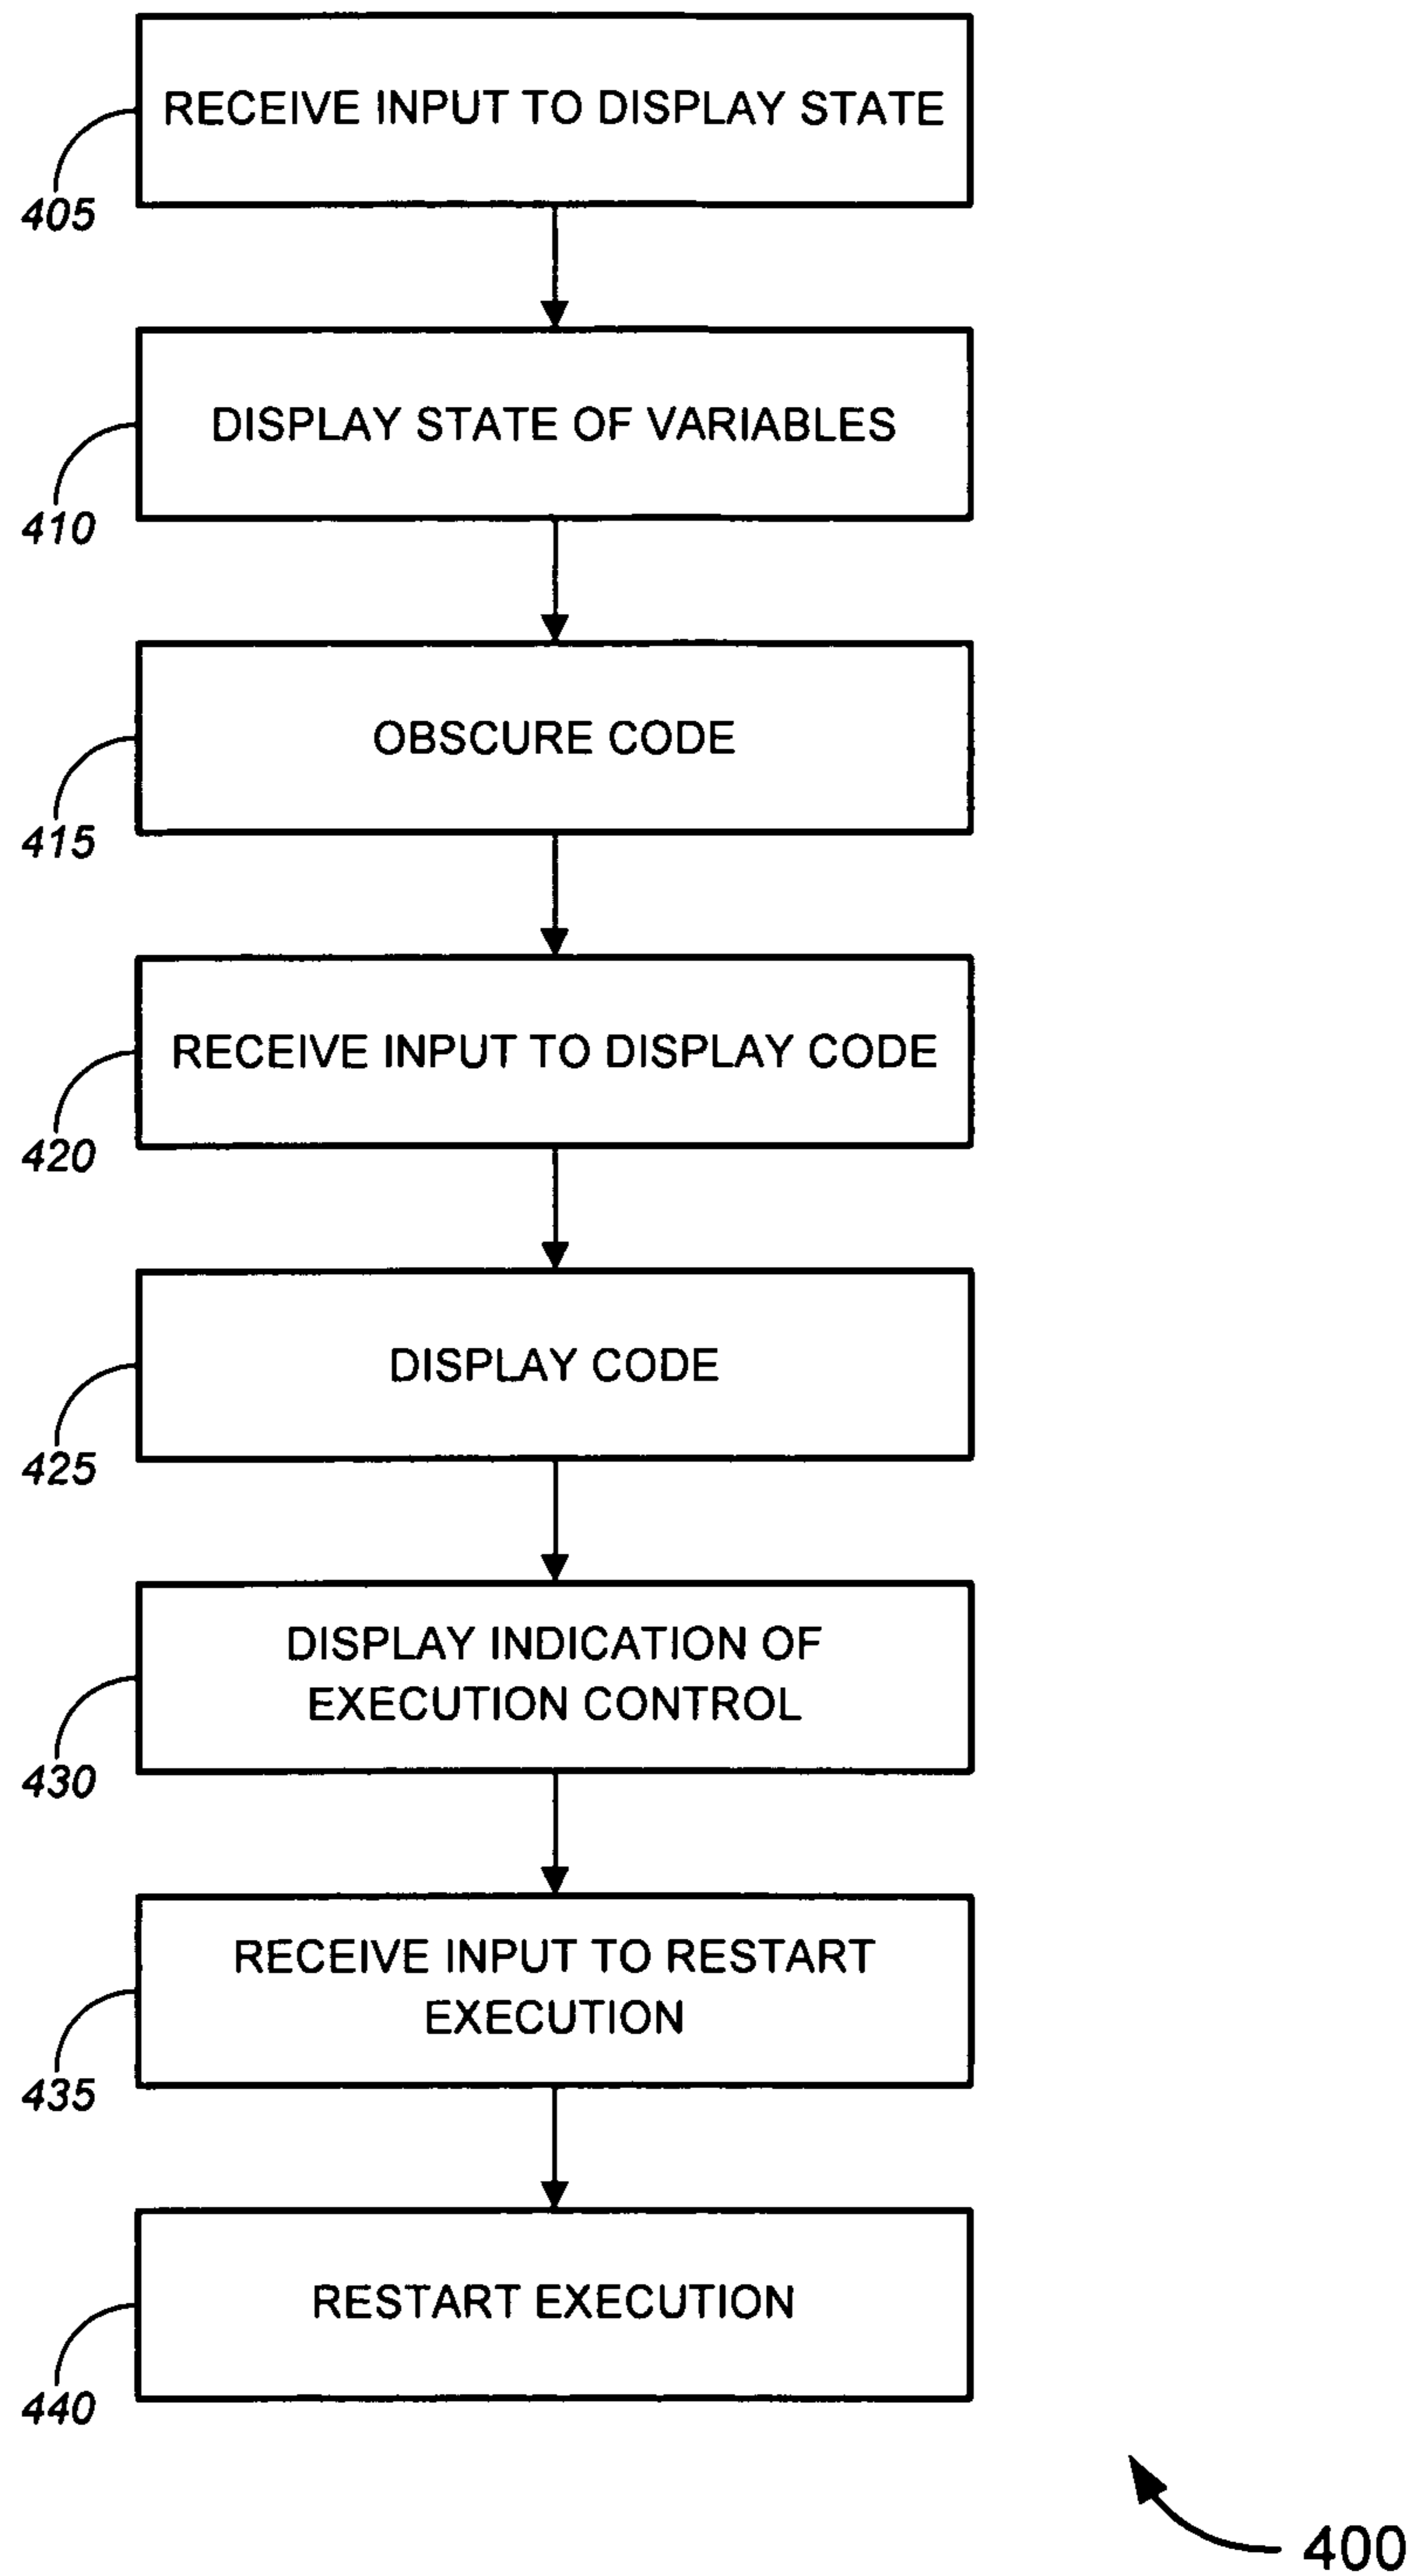 RECEIVE INPUT TO DISPLAY STATE
405
DISPLAY STATE OF VARIABLES
410
OBSCURE CODE
415
RECEIVE INPUT TO DISPLAY CODE
420
DISPLAY CODE
425
DISPLAY INDICATION OF
EXECUTION CONTROL
430
RECEIVE INPUT TO RESTART
EXECUTION
435
RESTART EXECUTION
440
400